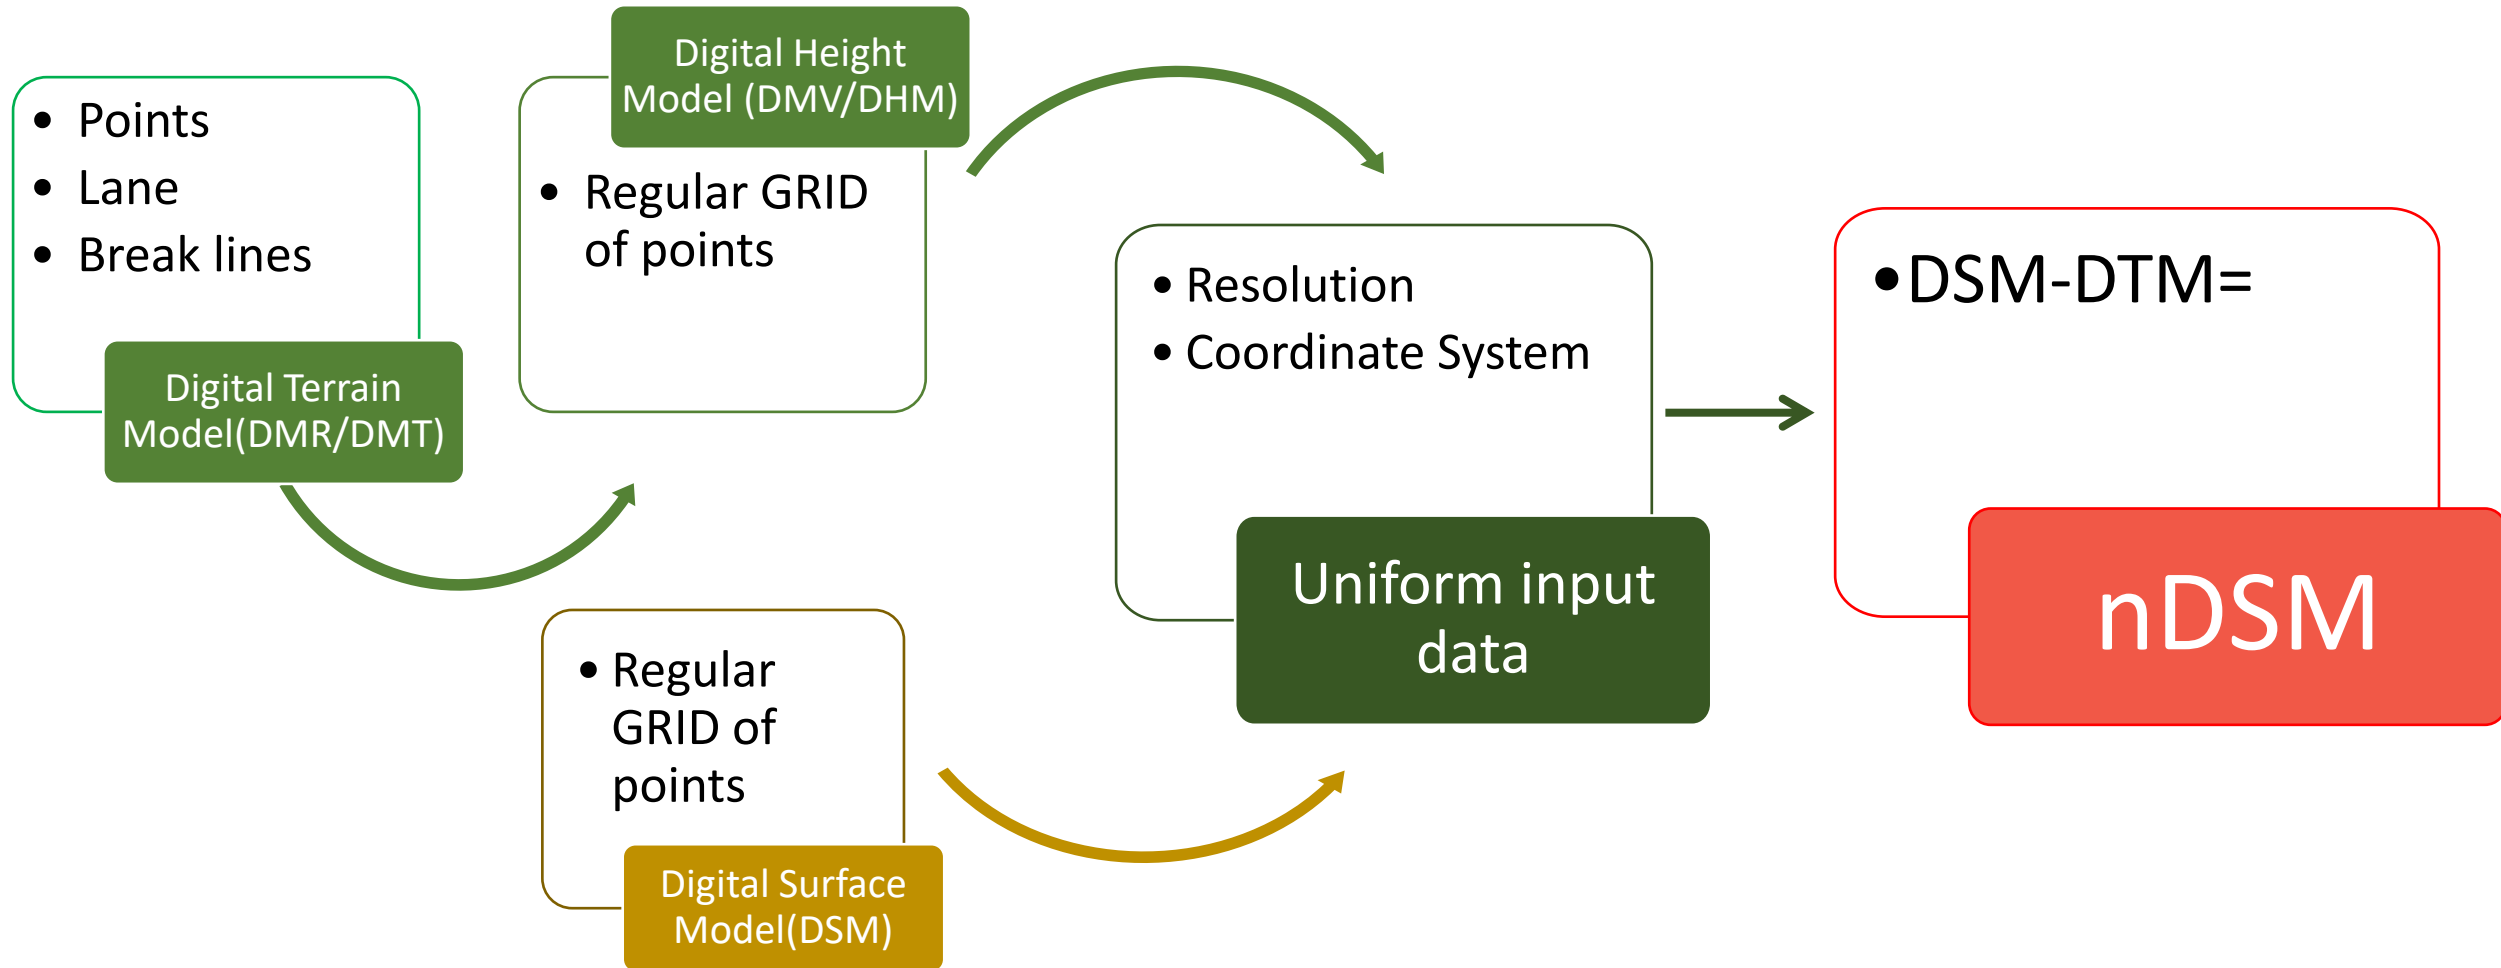 • Points
• Lane
• Break lines
Digital Terrain
Model(DMR/DMT)
Digital Height
Model (DMV/DHM)
• Regular GRID
of points
• Regular
GRID of
points
Digital Surface
Model(DSM)
• Resolution
• Coordinate System
Uniform input
data
•DSM-DTM=
nDSM